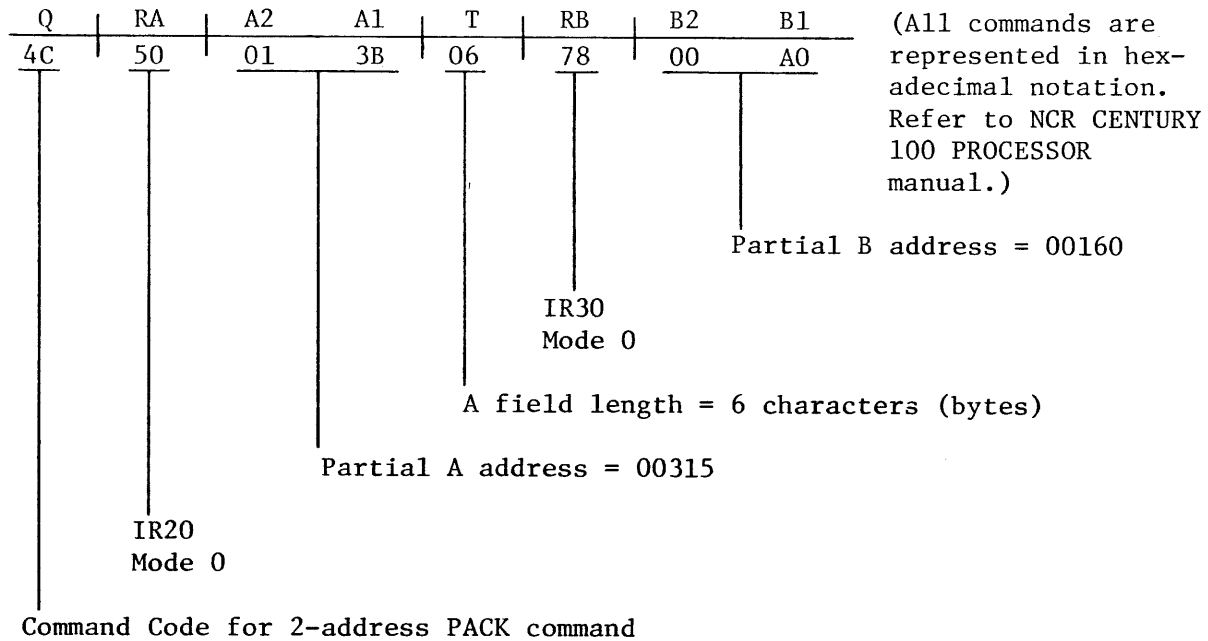 Q RA A2 A1 T RB B2 B1
4C 50 01 3B 06 78 00 A0
(All commands are
represented in hex-
adecimal notation.
Refer to NCR CENTURY
100 PROCESSOR
manual.)
Partial B address = 00160
IR30
Mode 0
A field length = 6 characters (bytes)
Partial A address = 00315
IR20
Mode 0
Command Code for 2-address PACK command